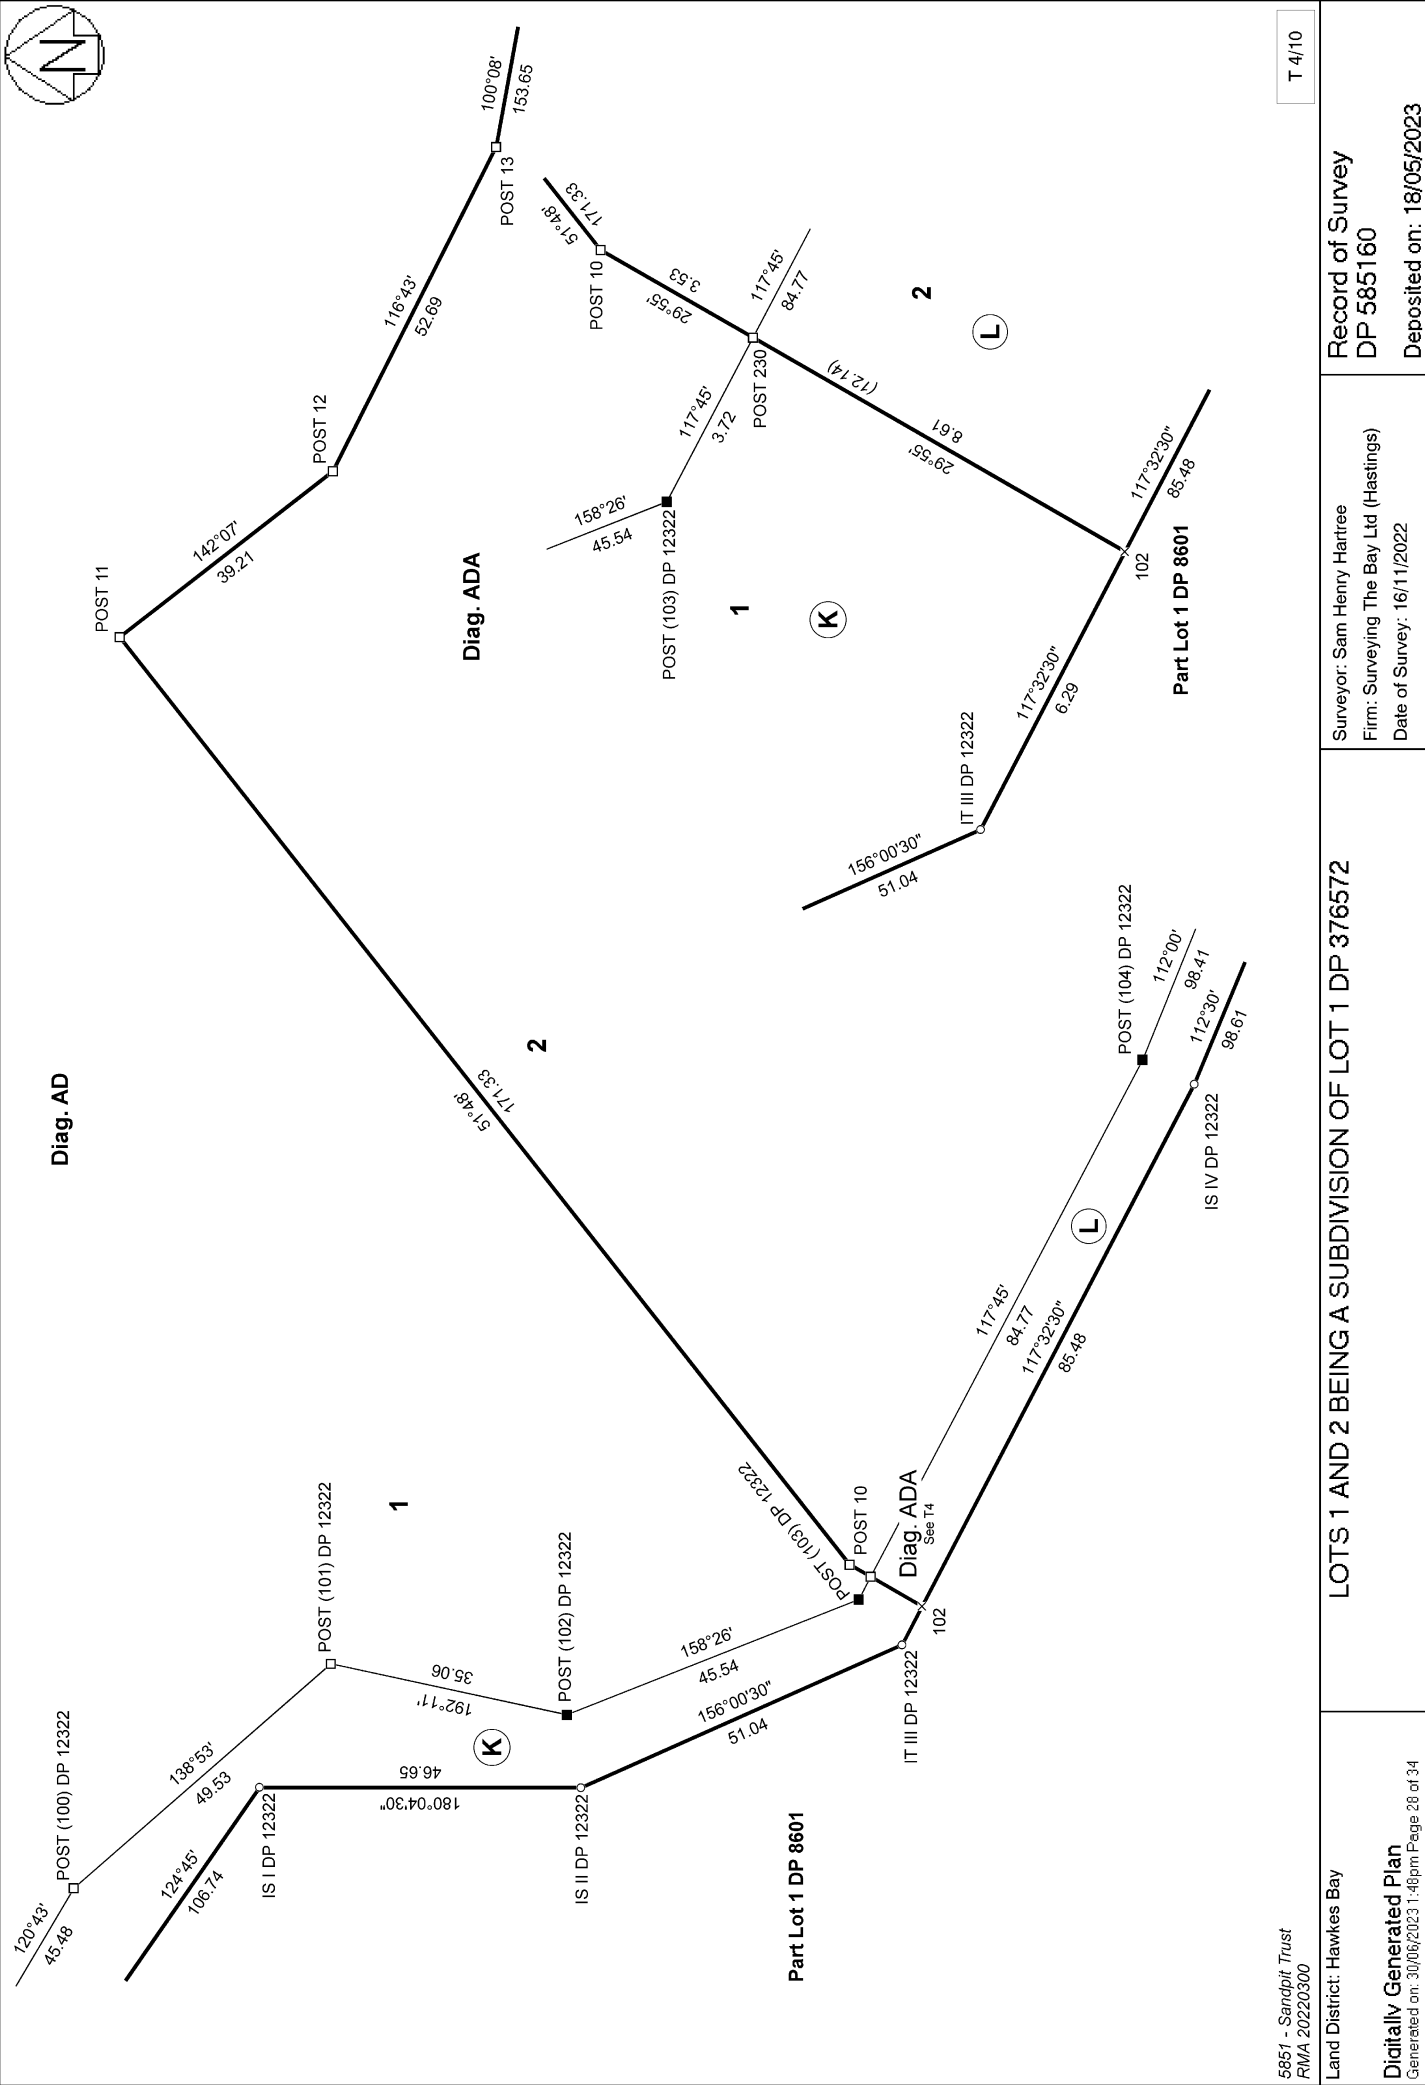 N
Diag. AD
120°43'
45.48
POST (100) DP 12322
138°53'
49.53
POST (101) DP 12322
124°45'
106.74
IS I DP 12322
35.06
192°11'
46.65
180°04'30"
K
1
POST (102) DP 12322
IS II DP 12322
158°26'
45.54
156°00'30"
51.04
Part Lot 1 DP 8601
IT III DP 12322
POST (103) DP 12322
POST 10
102
Diag. ADA
See T4
51°48'
171.33
2
117°45'
84.77
117°32'30"
85.48
L
POST (104) DP 12322
112°00'
98.41
IS IV DP 12322
112°30'
98.61
POST 11
142°07'
39.21
POST 12
116°43'
52.69
POST 13
100°08'
153.65
Diag. ADA
158°26'
45.54
POST (103) DP 12322
117°45'
3.72
POST 10
51°48'
171.33
3.53
29°55'
POST 230
117°45'
84.77
(12.14)
8.61
29°55'
1
K
2
L
156°00'30"
51.04
IT III DP 12322
117°32'30"
6.29
102
117°32'30"
85.48
Part Lot 1 DP 8601
5851 - Sandpit Trust
RMA 20220300
T 4/10
Land District: Hawkes Bay
Digitally Generated Plan
Generated on: 30/06/2023 1:48pm Page 28 of 34
LOTS 1 AND 2 BEING A SUBDIVISION OF LOT 1 DP 376572
Surveyor: Sam Henry Hartree
Firm: Surveying The Bay Ltd (Hastings)
Date of Survey: 16/11/2022
Record of Survey
DP 585160
Deposited on: 18/05/2023